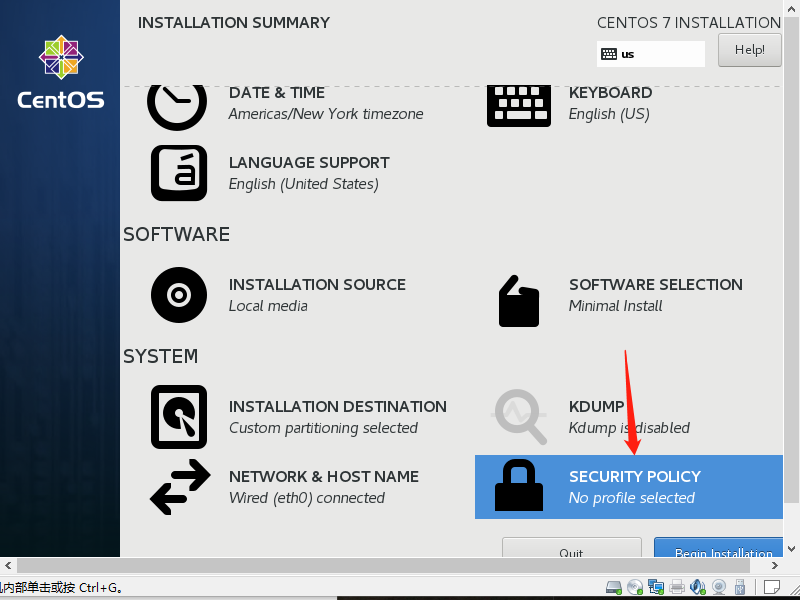 INSTALLATION SUMMARY
CENTOS 7 INSTALLATION
us
Help!
CentOS
DATE & TIME
Americas/New York timezone
KEYBOARD
English (US)
LANGUAGE SUPPORT
English (United States)
SOFTWARE
INSTALLATION SOURCE
Local media
SOFTWARE SELECTION
Minimal Install
SYSTEM
INSTALLATION DESTINATION
Custom partitioning selected
KDUMP
Kdump is disabled
NETWORK & HOST NAME
Wired (eth0) connected
SECURITY POLICY
No profile selected
Quit
Begin Installation
内部单击或按 Ctrl+G。